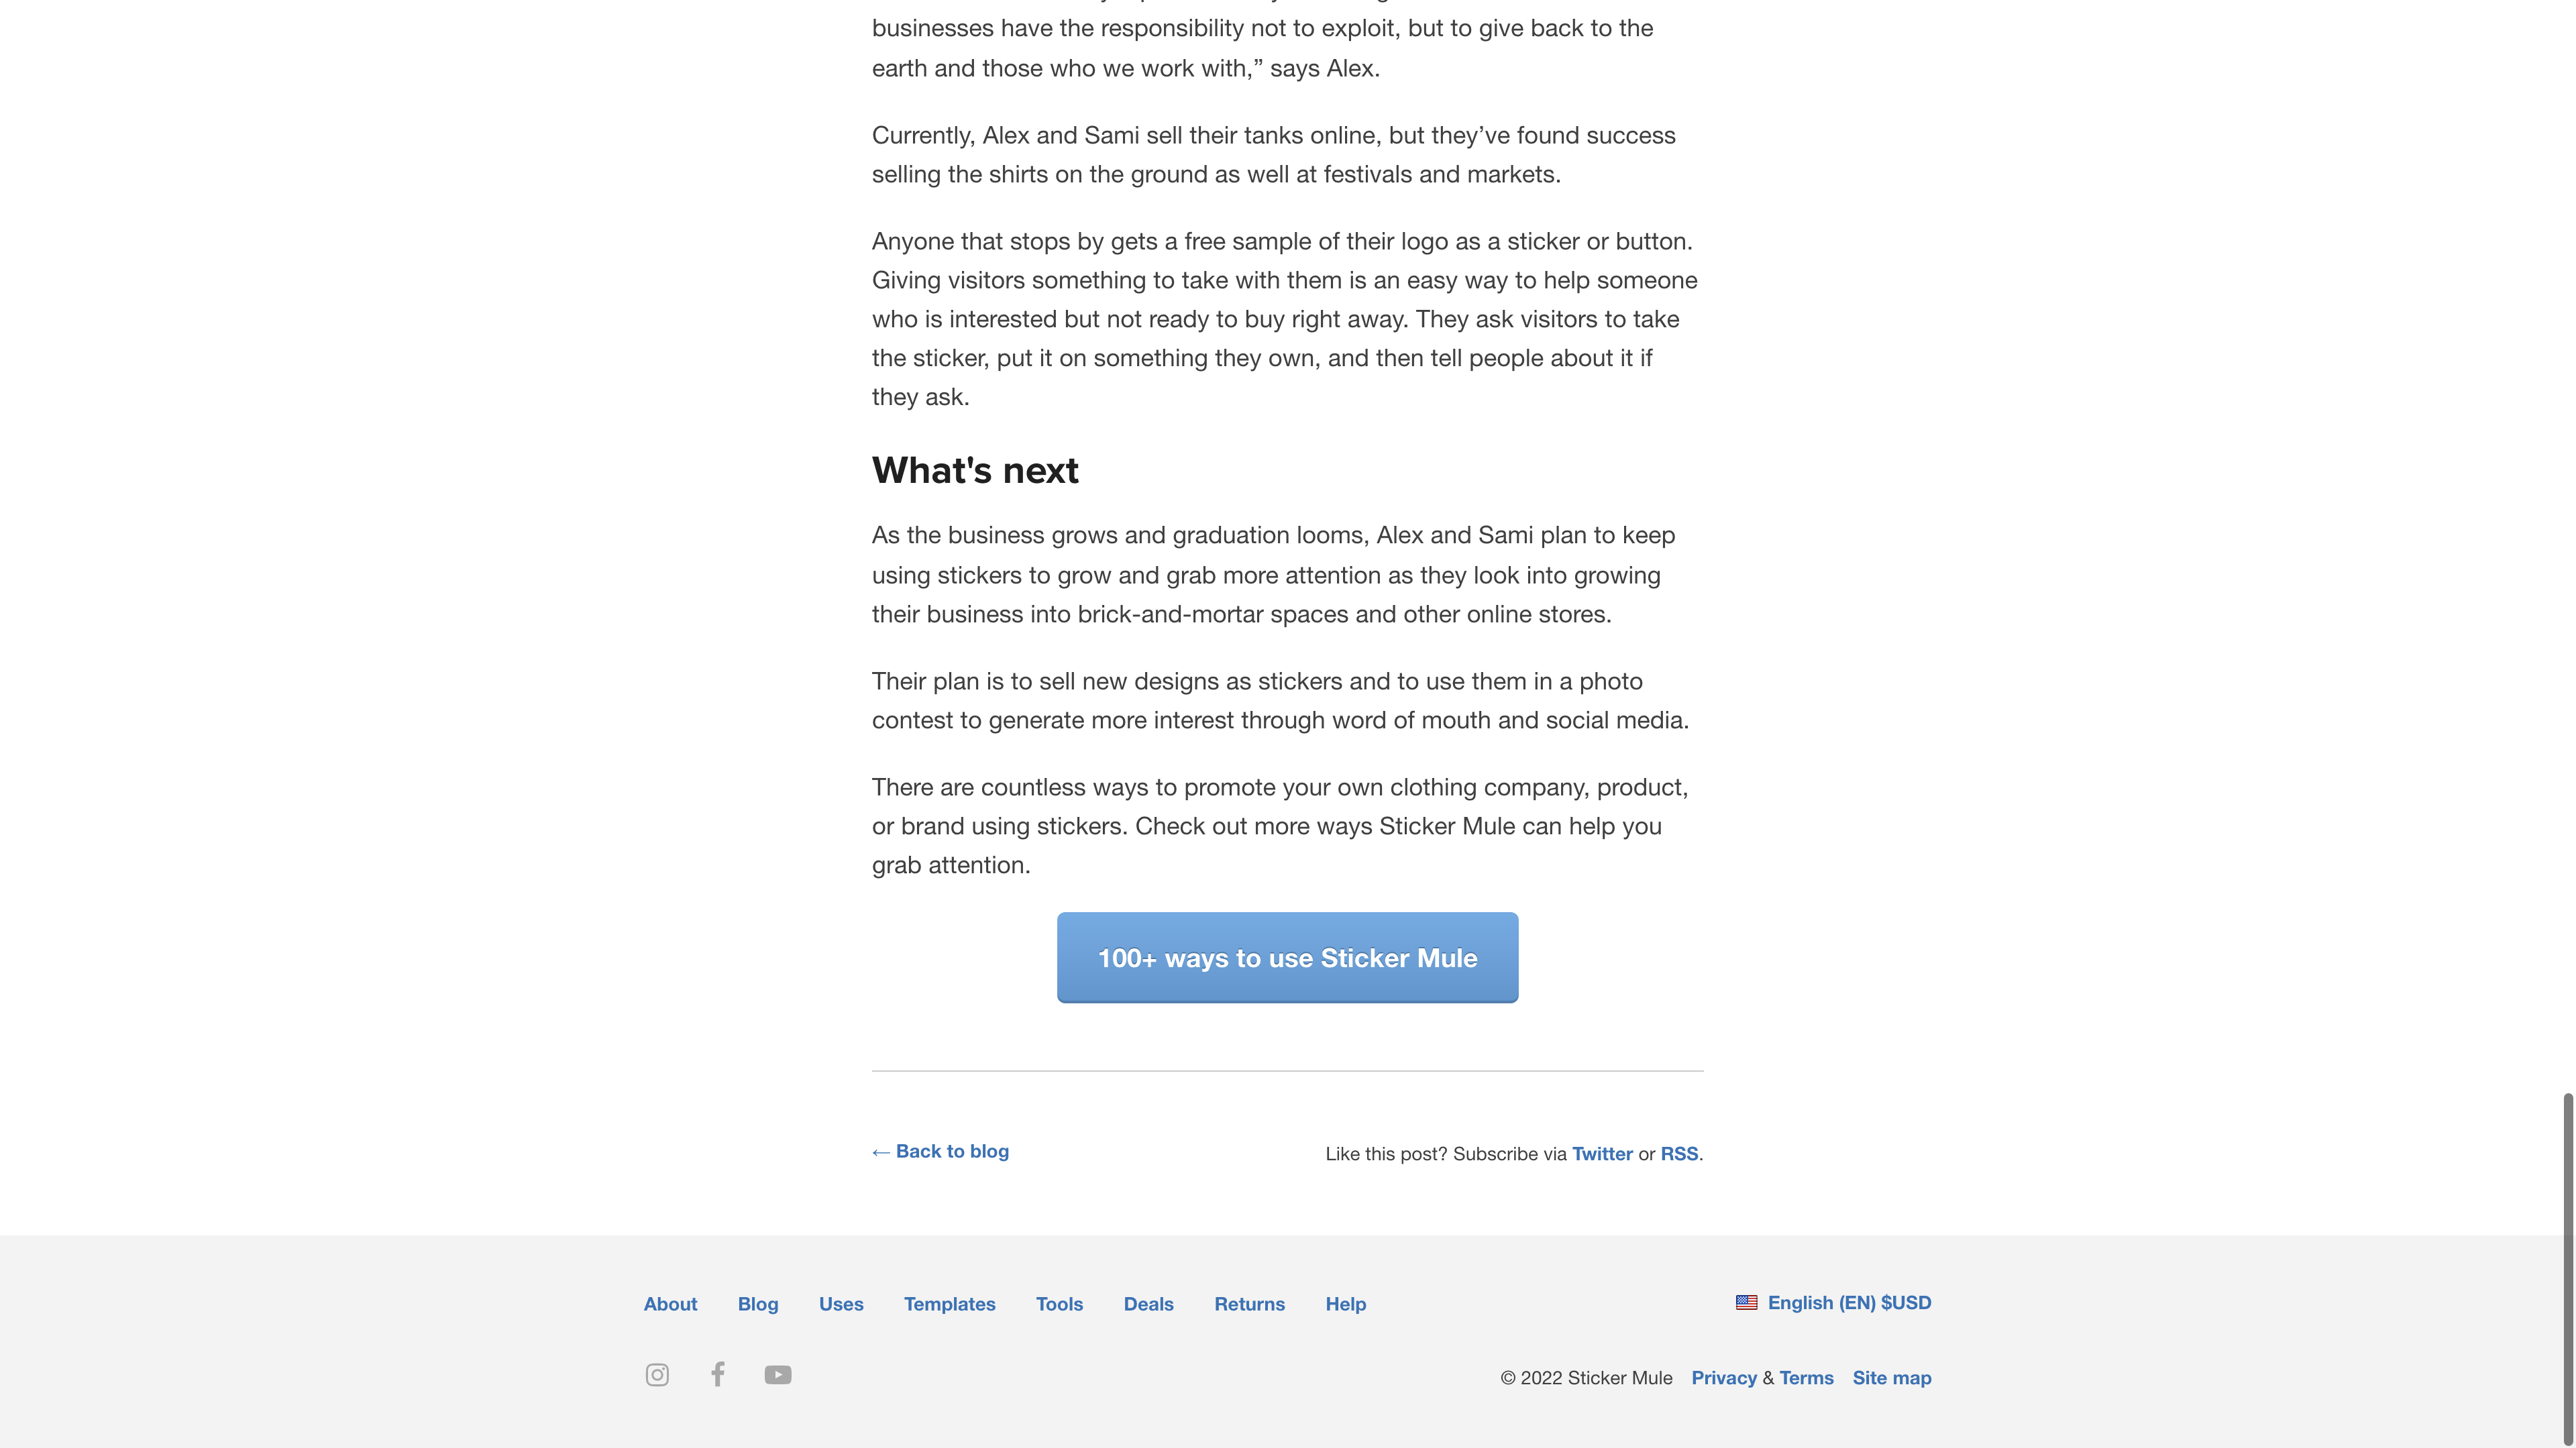 businesses have the responsibility not to exploit, but to give back to the
earth and those who we work with,” says Alex.
Currently, Alex and Sami sell their tanks online, but they’ve found success
selling the shirts on the ground as well at festivals and markets.
Anyone that stops by gets a free sample of their logo as a sticker or button.
Giving visitors something to take with them is an easy way to help someone
who is interested but not ready to buy right away. They ask visitors to take
the sticker, put it on something they own, and then tell people about it if
they ask.
What's next
As the business grows and graduation looms, Alex and Sami plan to keep
using stickers to grow and grab more attention as they look into growing
their business into brick-and-mortar spaces and other online stores.
Their plan is to sell new designs as stickers and to use them in a photo
contest to generate more interest through word of mouth and social media.
There are countless ways to promote your own clothing company, product,
or brand using stickers. Check out more ways Sticker Mule can help you
grab attention.
100+ ways to use Sticker Mule
← Back to blog
Like this post? Subscribe via Twitter or RSS.
About Blog Uses Templates Tools Deals Returns Help
English (EN) $USD
© 2022 Sticker Mule Privacy & Terms Site map